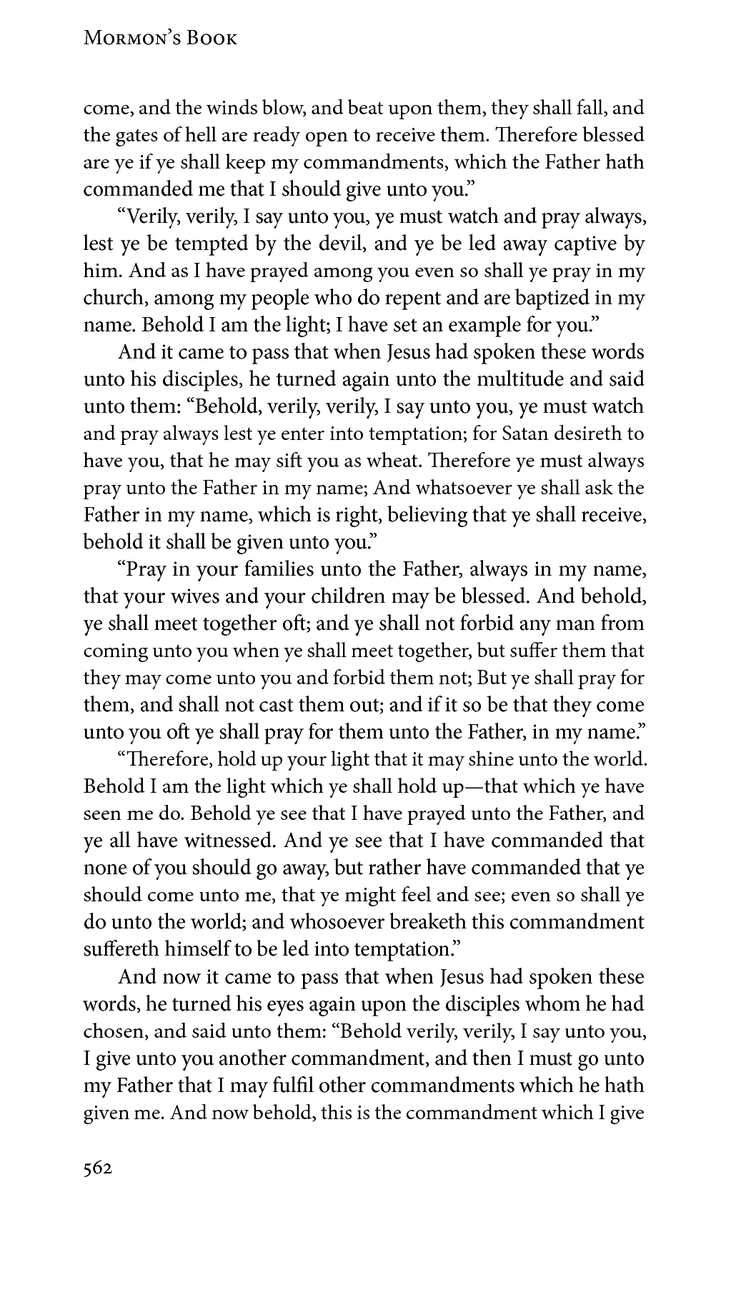 Mormon’s Book
come, and the winds blow, and beat upon them, they shall fall, and
the gates of hell are ready open to receive them. Therefore blessed
are ye if ye shall keep my commandments, which the Father hath
commanded me that I should give unto you.”
“Verily, verily, I say unto you, ye must watch and pray always,
lest ye be tempted by the devil, and ye be led away captive by
him. And as I have prayed among you even so shall ye pray in my
church, among my people who do repent and are baptized in my
name. Behold I am the light; I have set an example for you.”
And it came to pass that when Jesus had spoken these words
unto his disciples, he turned again unto the multitude and said
unto them: “Behold, verily, verily, I say unto you, ye must watch
and pray always lest ye enter into temptation; for Satan desireth to
have you, that he may sift you as wheat. Therefore ye must always
pray unto the Father in my name; And whatsoever ye shall ask the
Father in my name, which is right, believing that ye shall receive,
behold it shall be given unto you.”
“Pray in your families unto the Father, always in my name,
that your wives and your children may be blessed. And behold,
ye shall meet together oft; and ye shall not forbid any man from
coming unto you when ye shall meet together, but suffer them that
they may come unto you and forbid them not; But ye shall pray for
them, and shall not cast them out; and if it so be that they come
unto you oft ye shall pray for them unto the Father, in my name.”
“Therefore, hold up your light that it may shine unto the world.
Behold I am the light which ye shall hold up—that which ye have
seen me do. Behold ye see that I have prayed unto the Father, and
ye all have witnessed. And ye see that I have commanded that
none of you should go away, but rather have commanded that ye
should come unto me, that ye might feel and see; even so shall ye
do unto the world; and whosoever breaketh this commandment
suffereth himself to be led into temptation.”
And now it came to pass that when Jesus had spoken these
words, he turned his eyes again upon the disciples whom he had
chosen, and said unto them: “Behold verily, verily, I say unto you,
I give unto you another commandment, and then I must go unto
my Father that I may fulfil other commandments which he hath
given me. And now behold, this is the commandment which I give
562